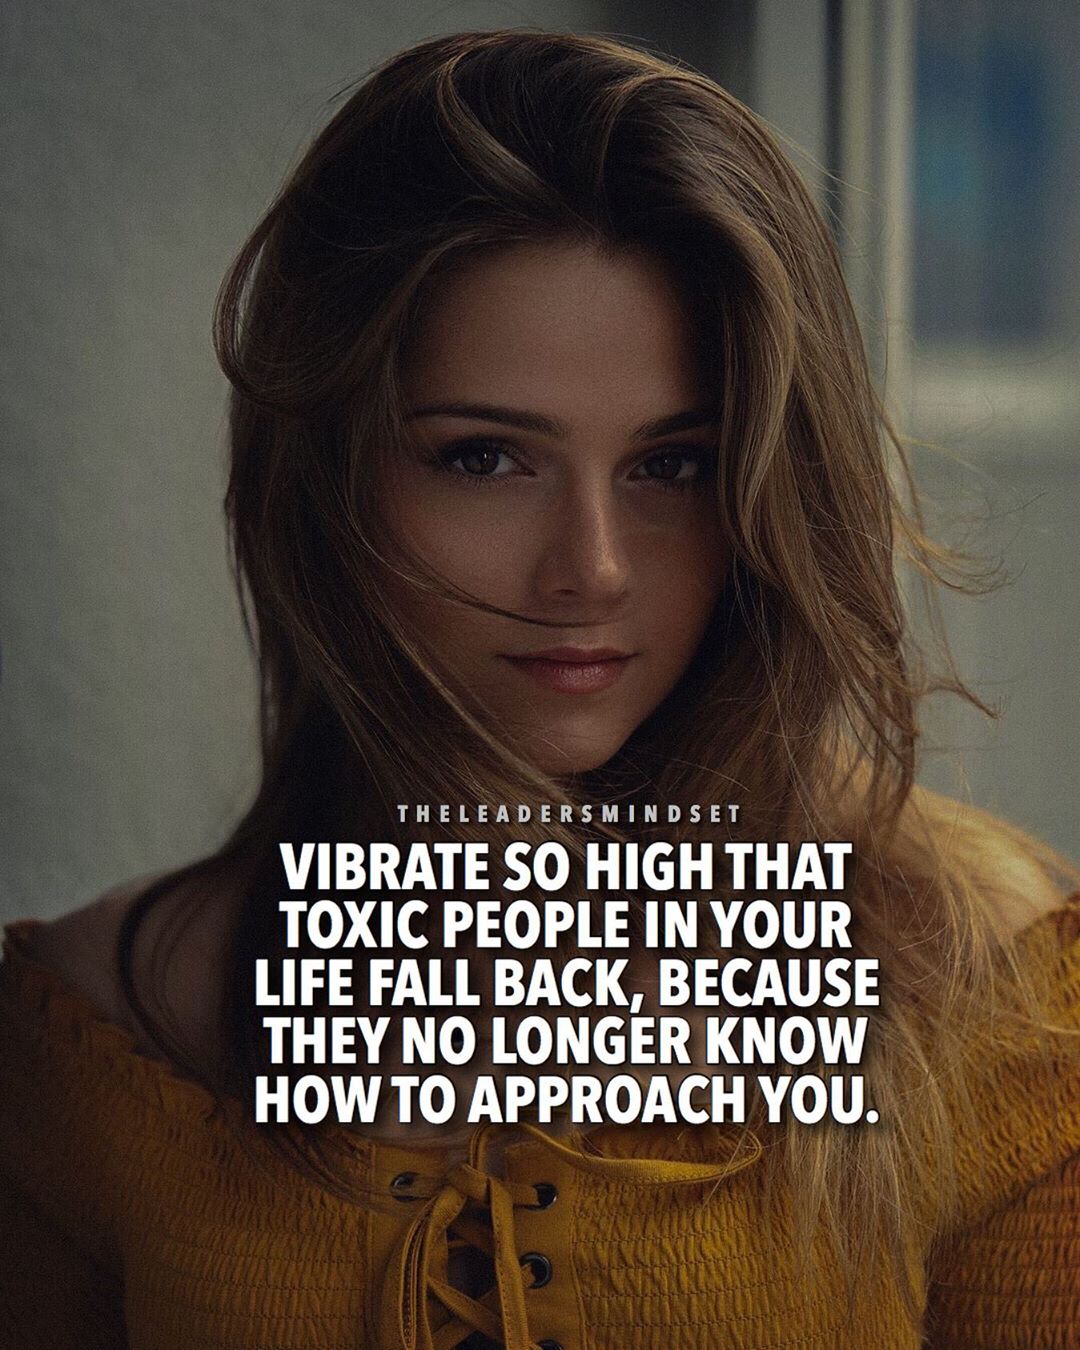 THELEADERSMINDSET
VIBRATE SO HIGH THAT
TOXIC PEOPLE IN YOUR
LIFE FALL BACK, BECAUSE
THEY NO LONGER KNOW
HOW TO APPROACH YOU.